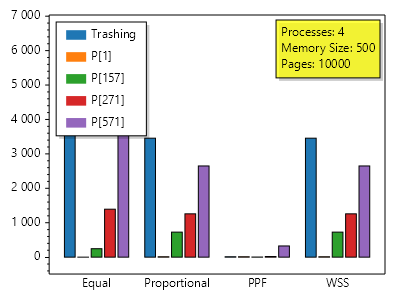 7 000
6 000
5 000
4 000
3 000
2 000
1 000
0
Trashing
P[1]
P[157]
P[271]
P[571]
Processes: 4
Memory Size: 500
Pages: 10000
Equal
Proportional
PPF
WSS